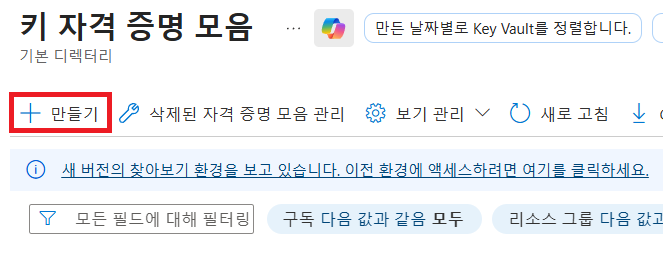 키 자격 증명 모음 ... 만든 날짜별로 Key Vault를 정렬합니다.
기본 디렉터리
만들기 삭제된 자격 증명 모음 관리 보기 관리 새로 고침
새 버전의 찾아보기 환경을 보고 있습니다. 이전 환경에 액세스하려면 여기를 클릭하세요.
모든 필드에 대해 필터링 구독 다음 값과 같음 모두 리소스 그룹 다음 값과